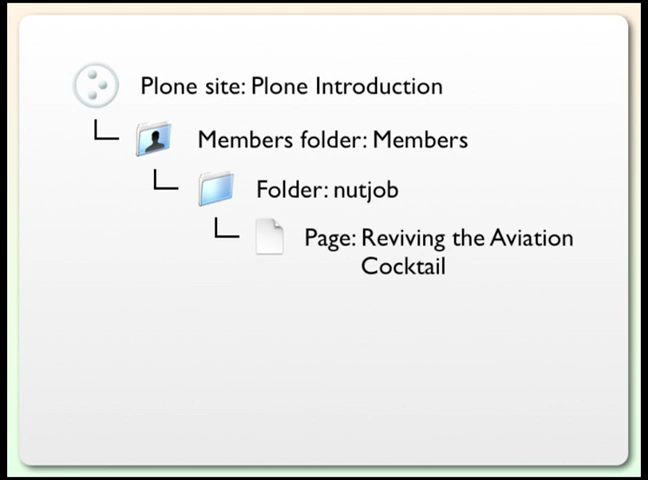 Plone site: Plone Introduction
Members folder: Members
Folder: nutjob
Page: Reviving the Aviation
Cocktail